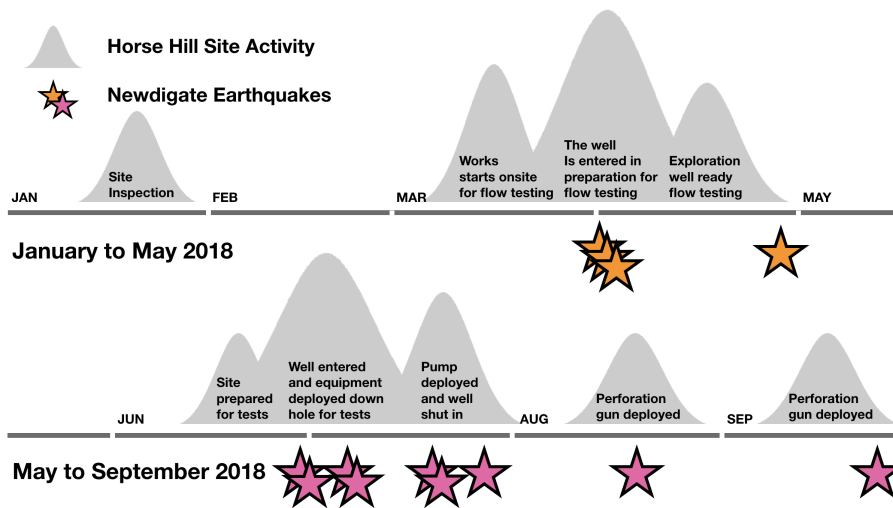 Horse Hill Site Activity
Newdigate Earthquakes
Site
Inspection
Works
starts onsite
for flow testing
The well
Is entered in
preparation for
flow testing
Exploration
well ready
flow testing
JAN
FEB
MAR
MAY
January to May 2018
Site
prepared
for tests
Well entered
and equipment
deployed down
hole for tests
Pump
deployed
and well
shut in
Perforation
gun deployed
Perforation
gun deployed
JUN
AUG
SEP
May to September 2018